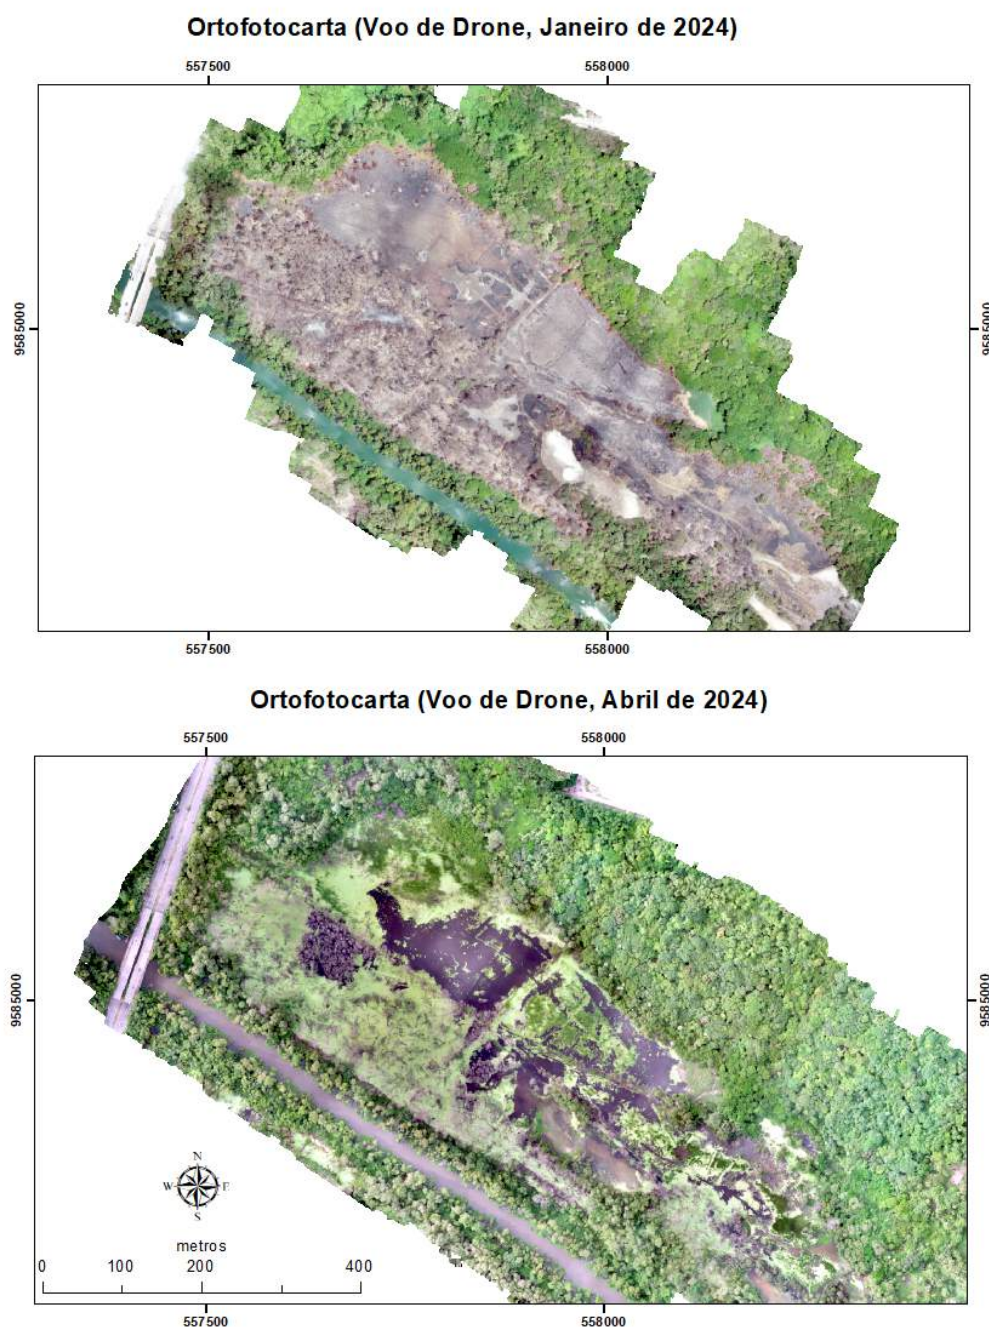 Ortofotocarta (Voo de Drone, Janeiro de 2024)
557500 558000
9585000 9585000
557500 558000
Ortofotocarta (Voo de Drone, Abril de 2024)
557500 558000
9585000 9585000
N
W E
S
metros
0 100 200 400
557500 558000